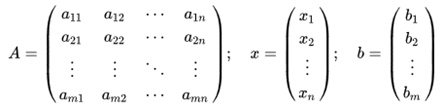 A = \begin{pmatrix} a_{11} & a_{12} & \cdots & a_{1n} \\ a_{21} & a_{22} & \cdots & a_{2n} \\ \vdots & \vdots & \ddots & \vdots \\ a_{m1} & a_{m2} & \cdots & a_{mn} \end{pmatrix}; \quad x = \begin{pmatrix} x_1 \\ x_2 \\ \vdots \\ x_n \end{pmatrix}; \quad b = \begin{pmatrix} b_1 \\ b_2 \\ \vdots \\ b_m \end{pmatrix}